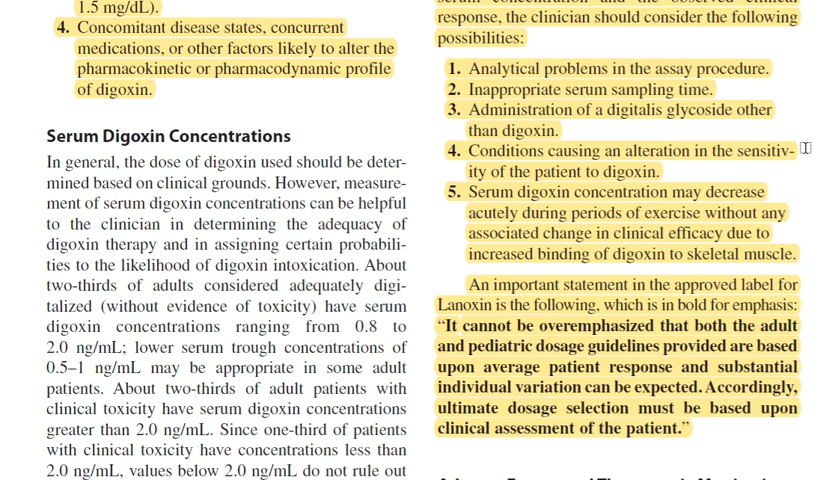 1.5 mg/dL).
4. Concomitant disease states, concurrent
medications, or other factors likely to alter the
pharmacokinetic or pharmacodynamic profile
of digoxin.
Serum Digoxin Concentrations
In general, the dose of digoxin used should be deter-
mined based on clinical grounds. However, measure-
ment of serum digoxin concentrations can be helpful
to the clinician in determining the adequacy of
digoxin therapy and in assigning certain probabili-
ties to the likelihood of digoxin intoxication. About
two-thirds of adults considered adequately digi-
talized (without evidence of toxicity) have serum
digoxin concentrations ranging from 0.8 to
2.0 ng/mL; lower serum trough concentrations of
0.5–1 ng/mL may be appropriate in some adult
patients. About two-thirds of adult patients with
clinical toxicity have serum digoxin concentrations
greater than 2.0 ng/mL. Since one-third of patients
with clinical toxicity have concentrations less than
2.0 ng/mL, values below 2.0 ng/mL do not rule out
response, the clinician should consider the following
possibilities:
1. Analytical problems in the assay procedure.
2. Inappropriate serum sampling time.
3. Administration of a digitalis glycoside other
than digoxin.
4. Conditions causing an alteration in the sensitiv-
ity of the patient to digoxin.
5. Serum digoxin concentration may decrease
acutely during periods of exercise without any
associated change in clinical efficacy due to
increased binding of digoxin to skeletal muscle.
An important statement in the approved label for
Lanoxin is the following, which is in bold for emphasis:
“It cannot be overemphasized that both the adult
and pediatric dosage guidelines provided are based
upon average patient response and substantial
individual variation can be expected. Accordingly,
ultimate dosage selection must be based upon
clinical assessment of the patient.”